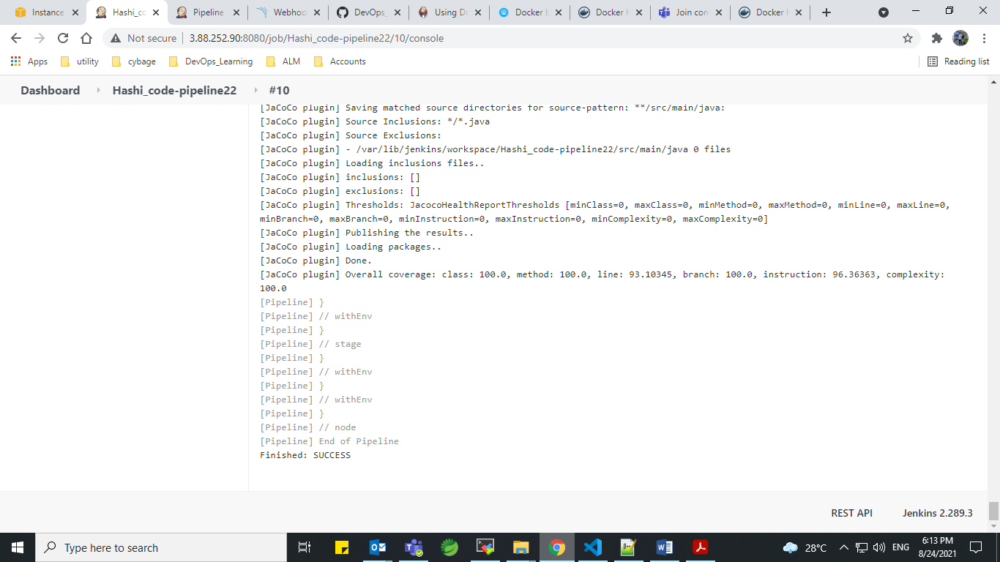 Instance
Hashi_co
Pipeline
Webhoo
DevOps_
Using Do
Docker b
Docker H
Join con
Docker H
Not secure
3.88.252.90:8080/job/Hashi_code-pipeline22/10/console
Apps
utility
cybage
DevOps_Learning
ALM
Accounts
Reading list
Dashboard
Hashi_code-pipeline22
#10
[JaCoCo plugin] Saving matched source directories for source-pattern: **/src/main/java:
[JaCoCo plugin] Source Inclusions: */*.java
[JaCoCo plugin] Source Exclusions:
[JaCoCo plugin] - /var/lib/jenkins/workspace/Hashi_code-pipeline22/src/main/java 0 files
[JaCoCo plugin] Loading inclusions files..
[JaCoCo plugin] inclusions: []
[JaCoCo plugin] exclusions: []
[JaCoCo plugin] Thresholds: JacocoHealthReportThresholds [minClass=0, maxClass=0, minMethod=0, maxMethod=0, minLine=0, maxLine=0,
minBranch=0, maxBranch=0, minInstruction=0, maxInstruction=0, minComplexity=0, maxComplexity=0]
[JaCoCo plugin] Publishing the results..
[JaCoCo plugin] Loading packages..
[JaCoCo plugin] Done.
[JaCoCo plugin] Overall coverage: class: 100.0, method: 100.0, line: 93.10345, branch: 100.0, instruction: 96.36363, complexity:
100.0
[Pipeline] }
[Pipeline] // withEnv
[Pipeline] }
[Pipeline] // stage
[Pipeline] }
[Pipeline] // withEnv
[Pipeline] }
[Pipeline] // withEnv
[Pipeline] }
[Pipeline] // node
[Pipeline] End of Pipeline
Finished: SUCCESS
REST API
Jenkins 2.289.3
Type here to search
28°C
ENG
6:13 PM
8/24/2021